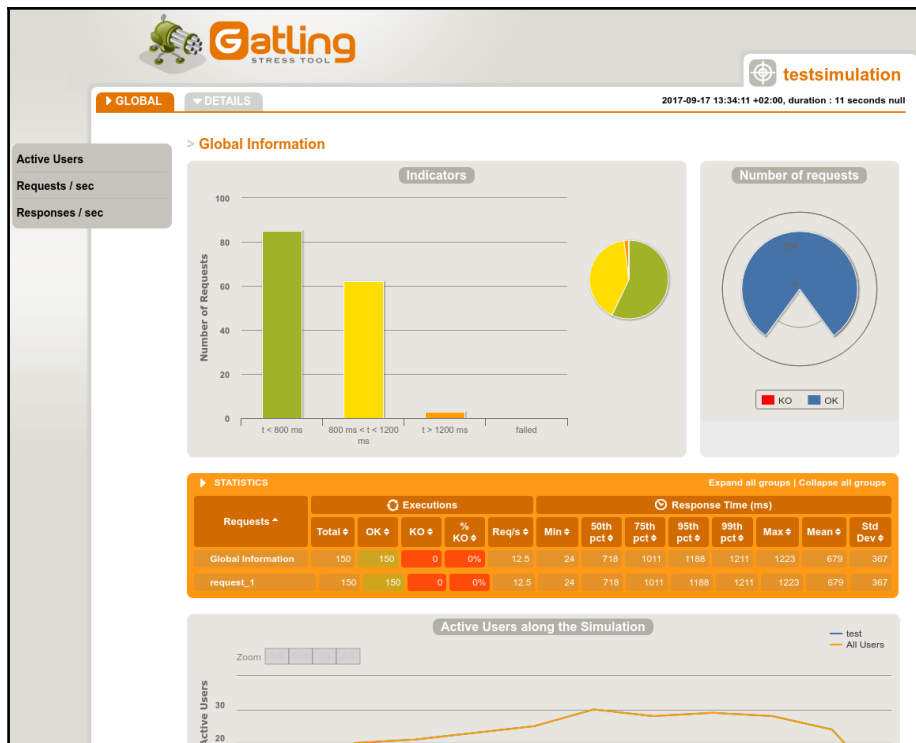 Gatling
STRESS TOOL
testsimulation
GLOBAL DETAILS
2017-09-17 13:34:11 +02:00, duration : 11 seconds null
> Global Information
Active Users
Requests / sec
Responses / sec
Indicators
100
80
60
40
20
0
Number of Requests
t < 800 ms
800 ms < t < 1200 ms
t > 1200 ms
failed
Number of requests
KO OK
STATISTICS Expand all groups | Collapse all groups
Requests Executions Response Time (ms)
Total OK KO % KO Req/s Min 50th pct 75th pct 95th pct 99th pct Max Mean Std Dev
Global Information 150 150 0 0% 12.5 24 718 1011 1188 1211 1223 679 367
request_1 150 150 0 0% 12.5 24 718 1011 1188 1211 1223 679 367
Active Users along the Simulation
test
All Users
Zoom
Active Users
30
20